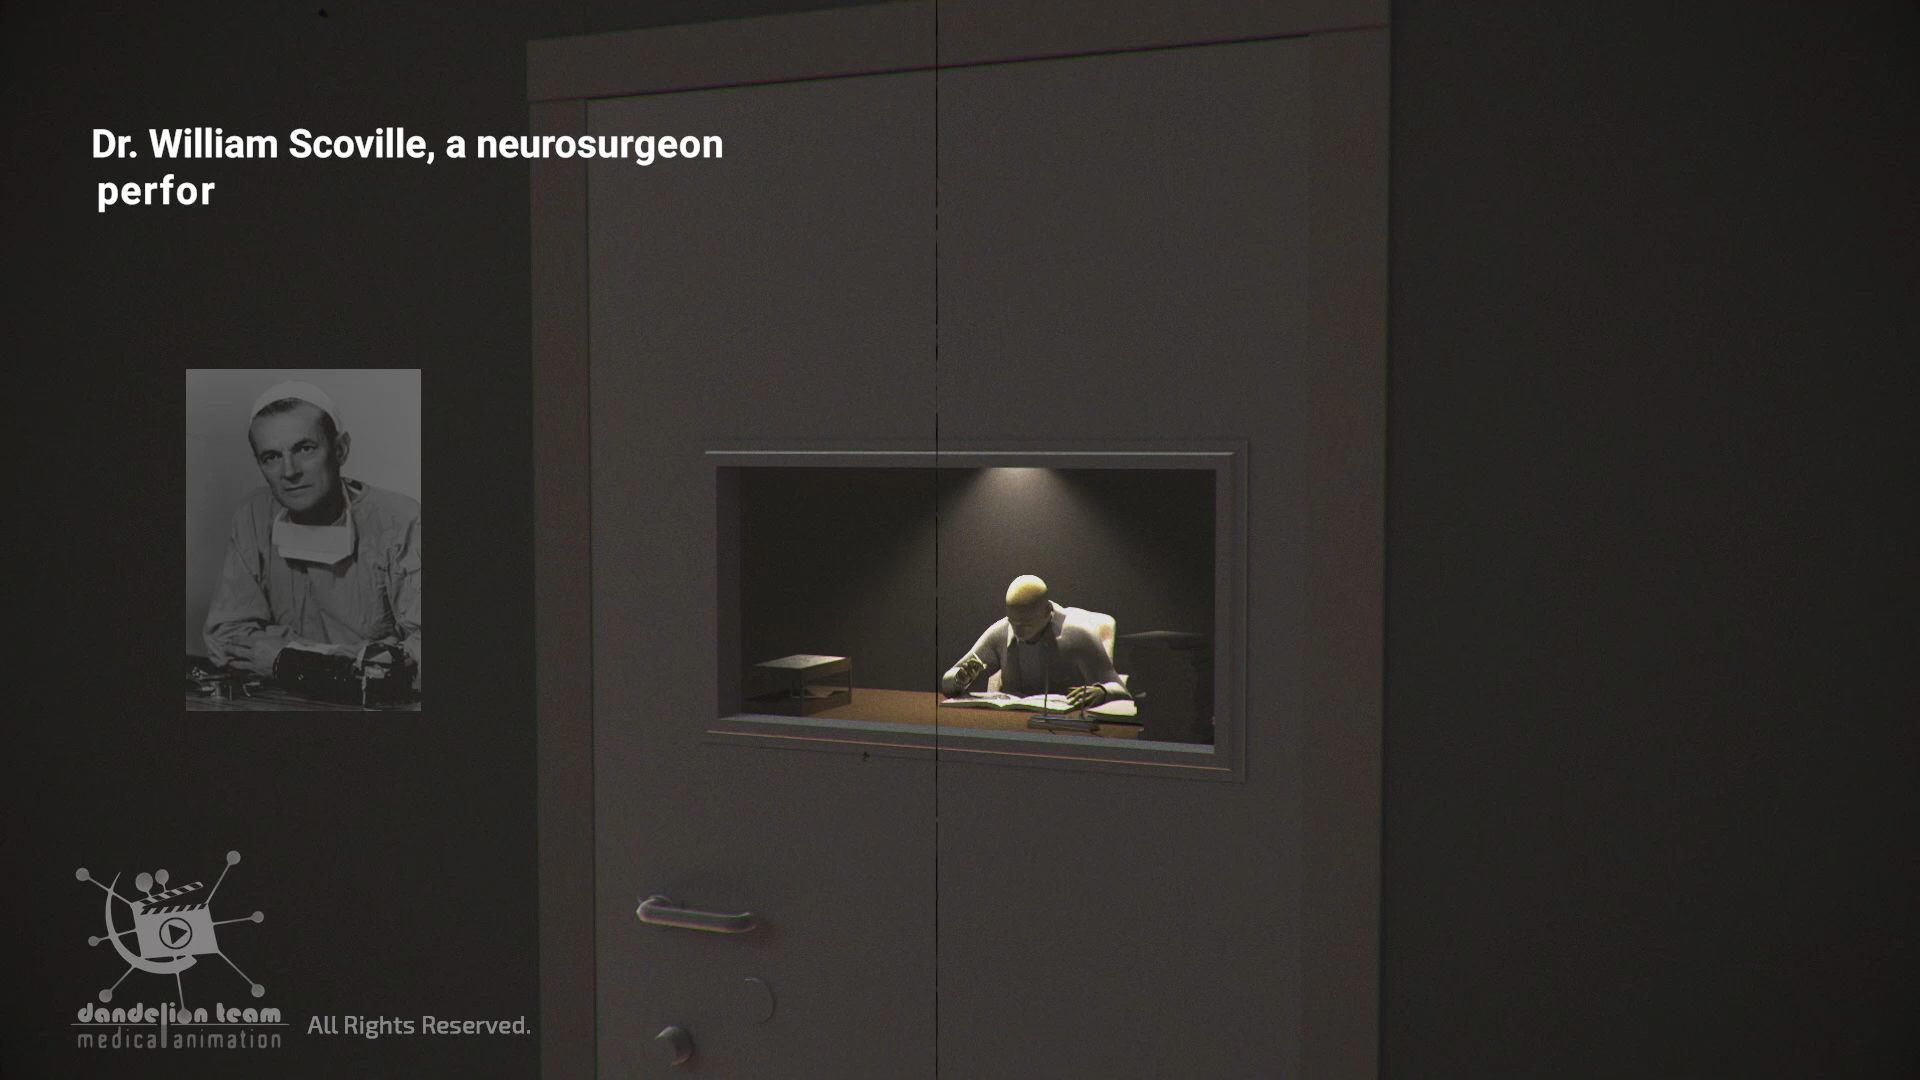 Dr. William Scoville, a neurosurgeon
perfor
dandelion team
medical animation
All Rights Reserved.